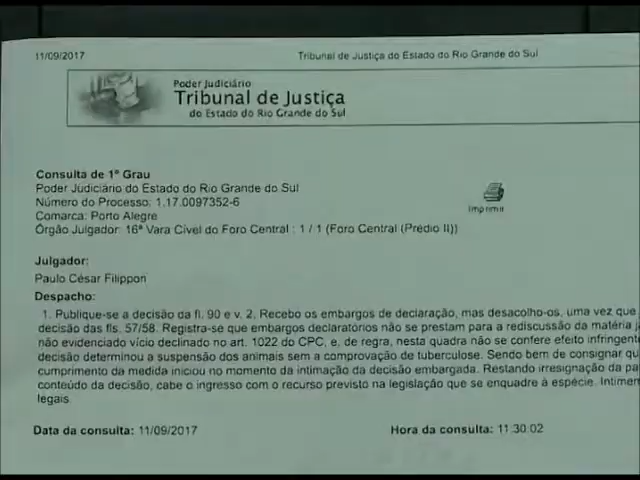 11/09/2017 Tribunal de Justiça do Estado do Rio Grande do Sul
Poder Judiciário
Tribunal de Justiça
do Estado do Rio Grande do Sul
Consulta de 1º Grau
Poder Judiciário do Estado do Rio Grande do Sul
Número do Processo: 1.17.0097352-6
Comarca: Porto Alegre
Órgão Julgador: 16ª Vara Cível do Foro Central : 1 / 1 (Foro Central (Prédio II))
Imprimir
Julgador:
Paulo César Filippon
Despacho:
1. Publique-se a decisão da fl. 90 e v. 2. Recebo os embargos de declaração, mas desacolho-os, uma vez que
decisão das fls. 57/58. Registra-se que embargos declaratórios não se prestam para a rediscussão da matéria
não evidenciado vício declinado no art. 1022 do CPC, e, de regra, nesta quadra não se confere efeito infringente
decisão determinou a suspensão dos animais sem a comprovação de tuberculose. Sendo bem de consignar
cumprimento da medida iniciou no momento da intimação da decisão embargada. Restando irresignação da
conteúdo da decisão, cabe o ingresso com o recurso previsto na legislação que se enquadre à espécie.
legais.
Data da consulta: 11/09/2017 Hora da consulta: 11:30:02